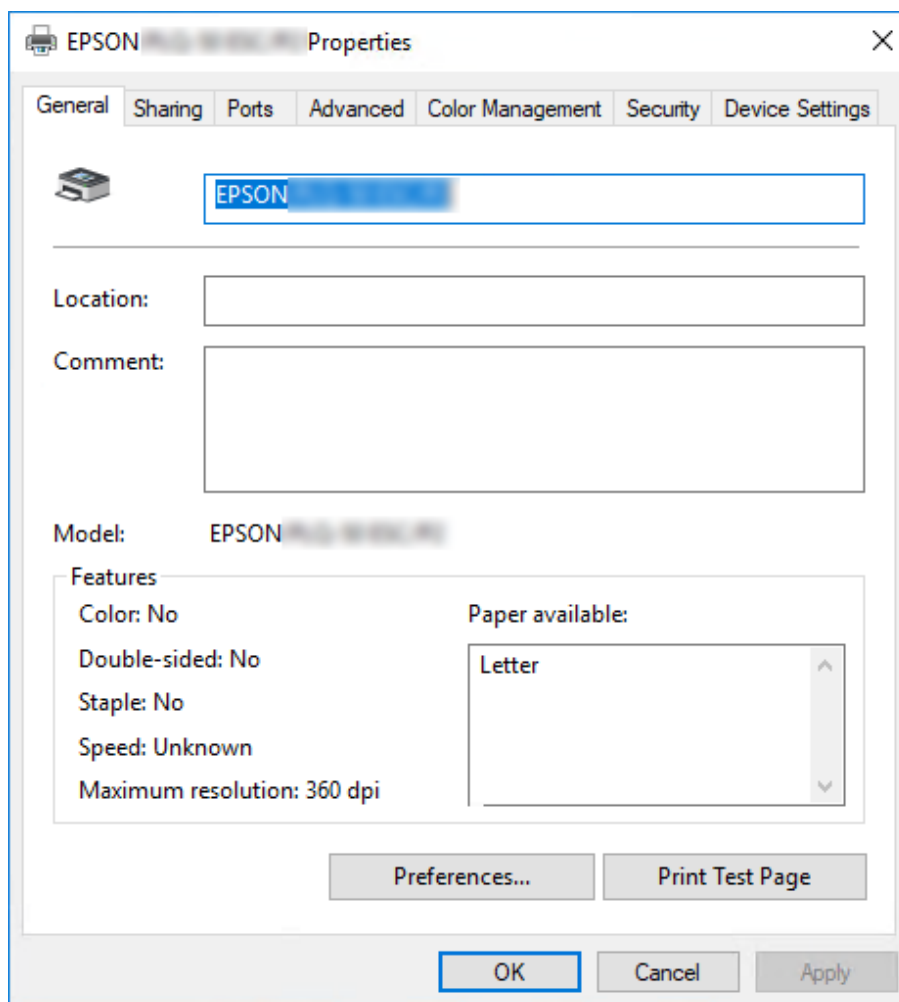 EPSON Properties
General Sharing Ports Advanced Color Management Security Device Settings
EPSON
Location:
Comment:
Model: EPSON
Features
Color: No
Paper available:
Double-sided: No
Letter
Staple: No
Speed: Unknown
Maximum resolution: 360 dpi
Preferences... Print Test Page
OK Cancel Apply